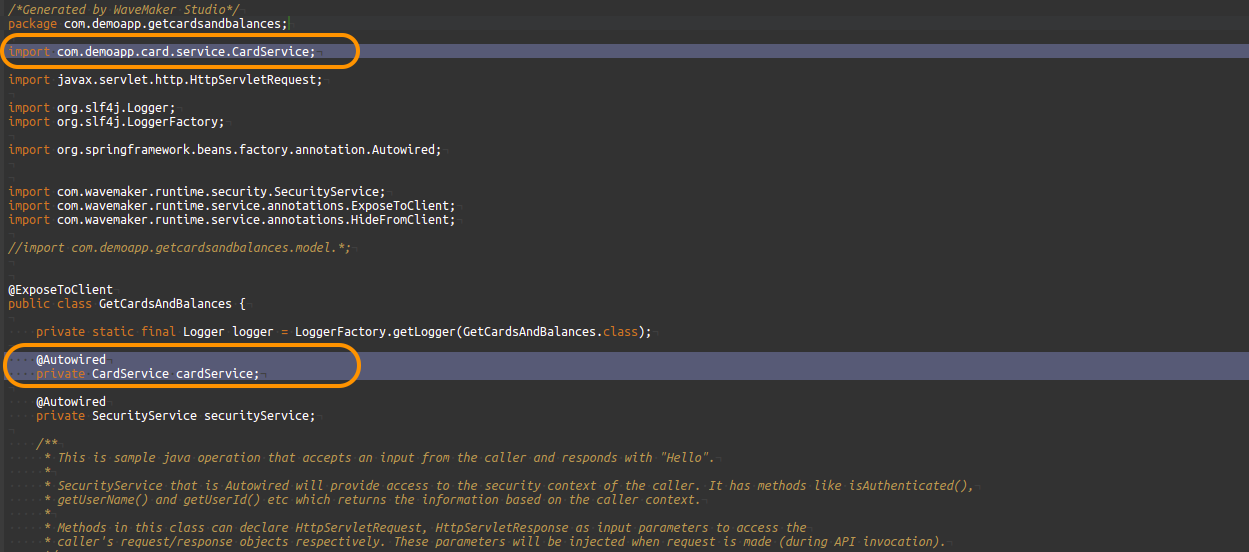 /*Generated by WaveMaker Studio*/
package com.demoapp.getcardsandbalances;
import com.demoapp.card.service.CardService;
import javax.servlet.http.HttpServletRequest;
import org.slf4j.Logger;
import org.slf4j.LoggerFactory;
import org.springframework.beans.factory.annotation.Autowired;
import com.wavemaker.runtime.security.SecurityService;
import com.wavemaker.runtime.service.annotations.ExposeToClient;
import com.wavemaker.runtime.service.annotations.HideFromClient;
//import com.demoapp.getcardsandbalances.model.*;
@ExposeToClient
public class GetCardsAndBalances {
    private static final Logger logger = LoggerFactory.getLogger(GetCardsAndBalances.class);
    @Autowired
    private CardService cardService;
    @Autowired
    private SecurityService securityService;
    /**
     * This is sample java operation that accepts an input from the caller and responds with "Hello".
     *
     * SecurityService that is Autowired will provide access to the security context of the caller. It has methods like isAuthenticated(),
     * getUserName() and getUserId() etc which returns the information based on the caller context.
     *
     * Methods in this class can declare HttpServletRequest, HttpServletResponse as input parameters to access the
     * caller's request/response objects respectively. These parameters will be injected when request is made (during API invocation).